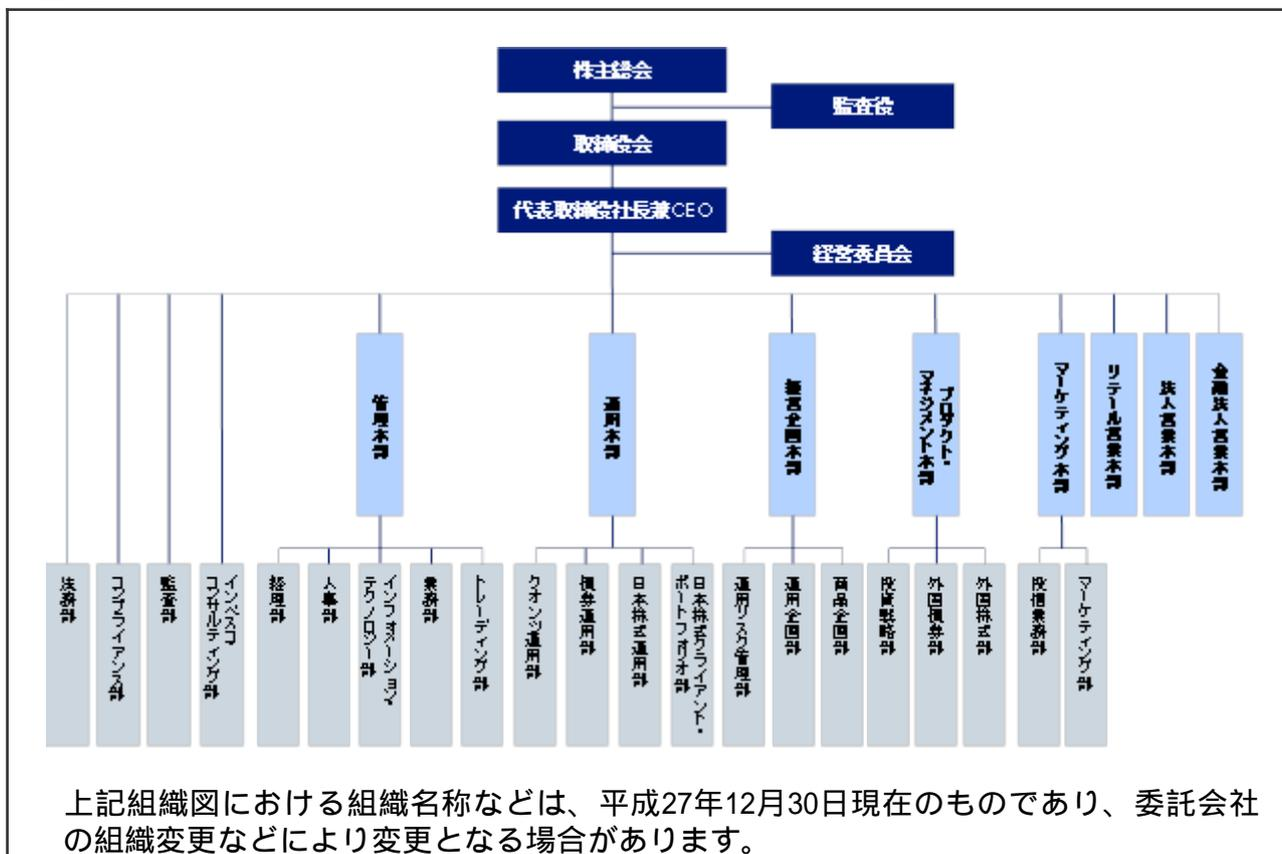 株主総会
監査役
取締役会
代表取締役社長兼CEO
経営委員会
管理本部
運用本部
経営企画本部
プロダクト・
マネジメント本部
マーケティング本部
リテール営業本部
法人営業本部
金融法人営業本部
法務部
コンプライアンス部
監査部
インベスコ
コンサルティング部
経理部
人事部
インフォメーション・
テクノロジー部
業務部
トレーディング部
クオンツ運用部
債券運用部
日本株式運用部
日本株式クライアント・
ポートフォリオ部
運用リスク管理部
運用企画部
商品企画部
投資戦略部
外国債券部
外国株式部
投信業務部
マーケティング部
上記組織図における組織名称などは、平成27年12月30日現在のものであり、委託会社
の組織変更などにより変更となる場合があります。